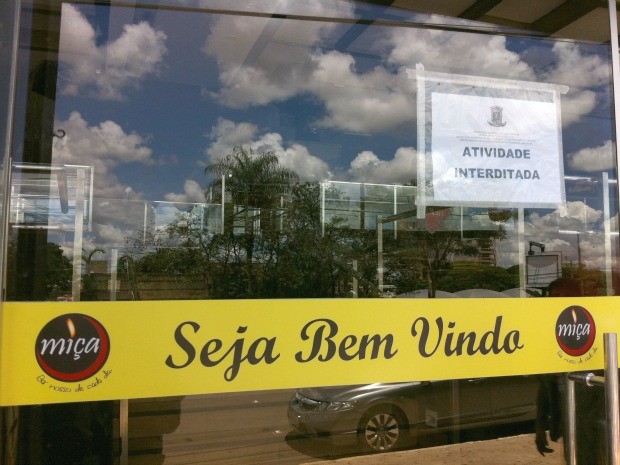 ATIVIDADE
INTERDITADA
miça
Seja Bem Vindo
miça